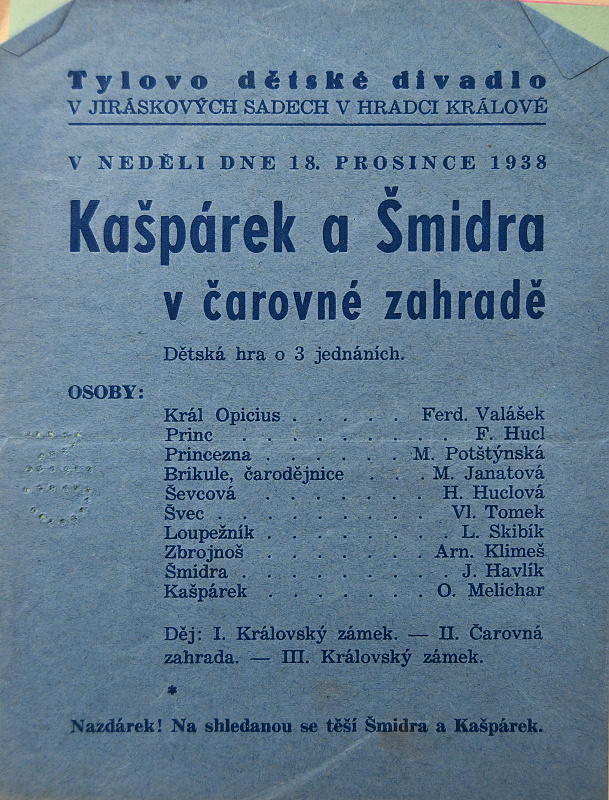 Tylovo dětské divadlo
V JIRÁSKOVÝCH SADECH V HRADCI KRÁLOVÉ
V NEDĚLI DNE 18. PROSINCE 1938
Kašpárek a Šmidra
v čarovné zahradě
Dětská hra o 3 jednáních.
OSOBY:
Král Opicius . . . . . Ferd. Valášek
Princ . . . . . . . . . . F. Hucl
Princezna . . . . . . . M. Potštýnská
Brikule, čarodějnice . . . M. Janatová
Ševcová . . . . . . . . H. Huclová
Švec . . . . . . . . . . Vl. Tomek
Loupežník . . . . . . . . L. Skibík
Zbrojnoš . . . . . . . Arn. Klimeš
Šmidra . . . . . . . . . J. Havlík
Kašpárek . . . . . . . O. Melichar
Děj: I. Královský zámek. — II. Čarovná
zahrada. — III. Královský zámek.
*
Nazdárek! Na shledanou se těší Šmidra a Kašpárek.